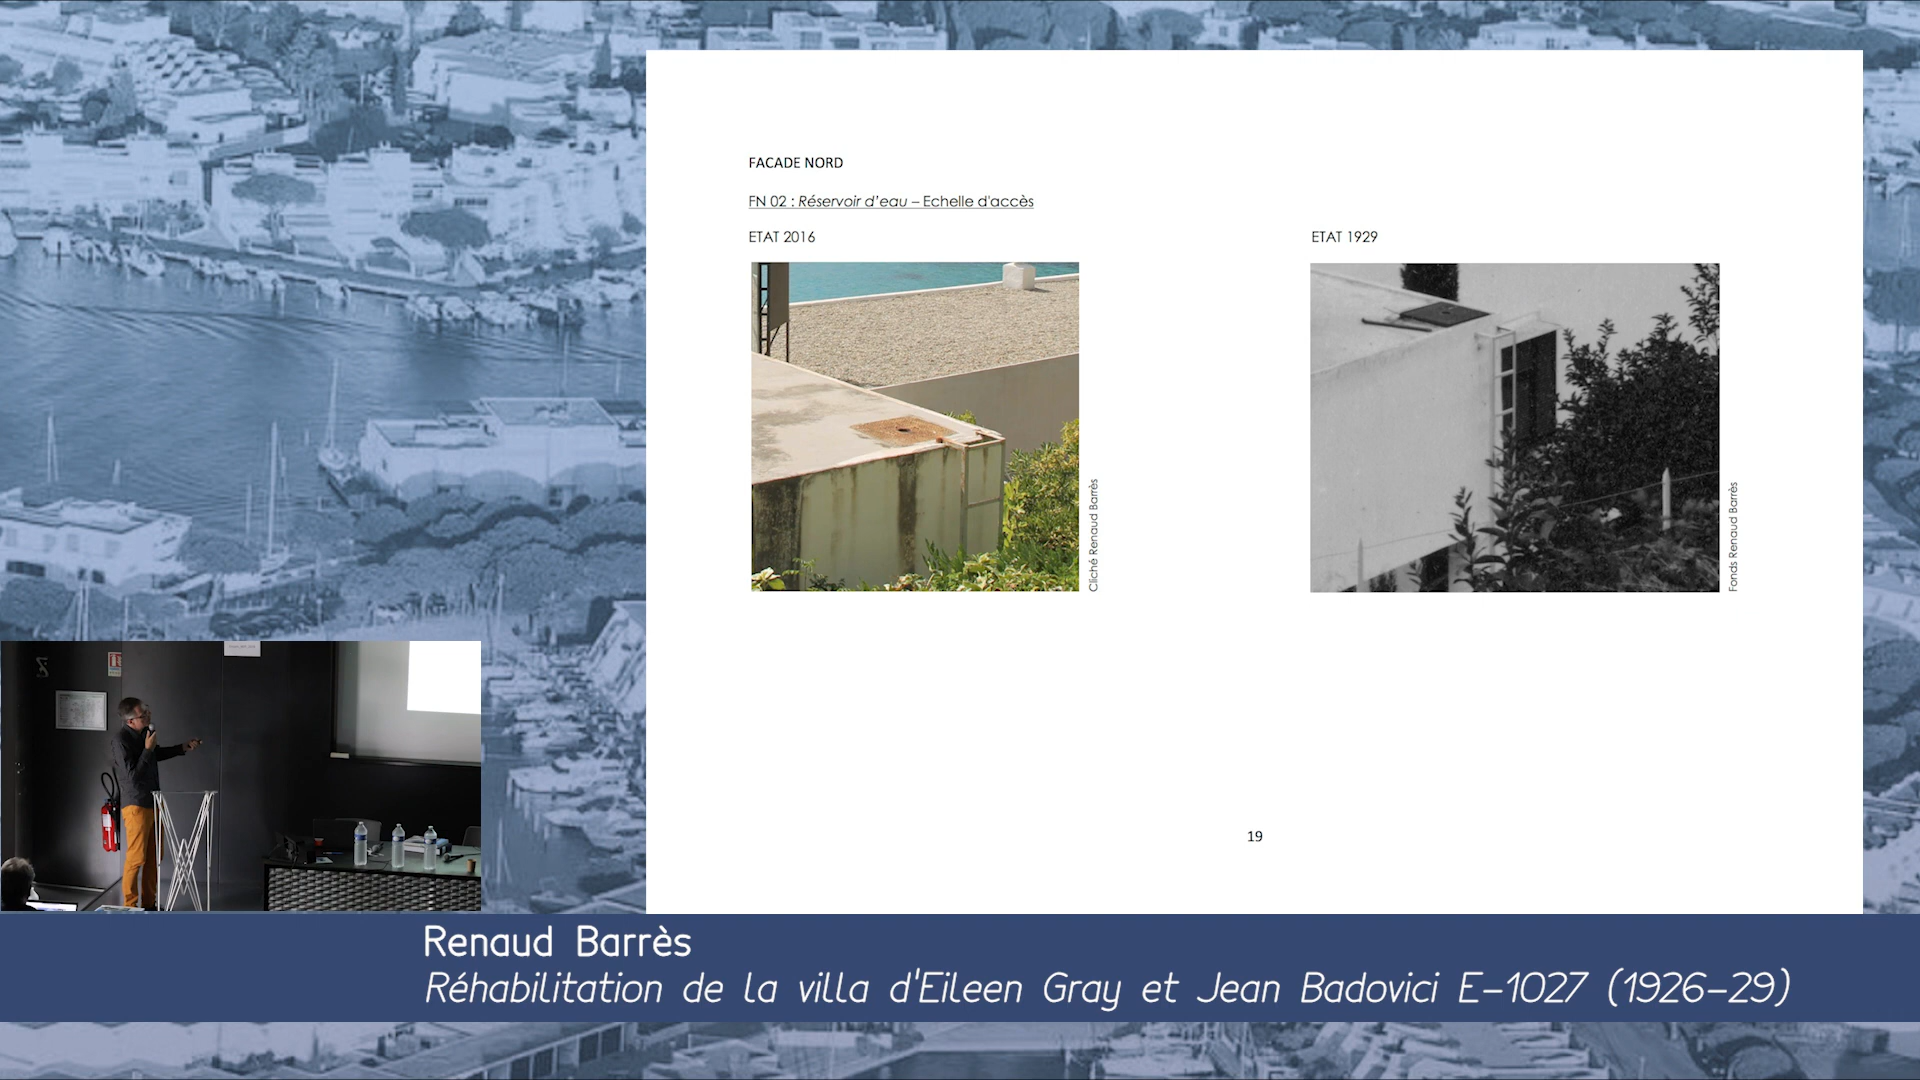 FACADE NORD
FN 02 : Réservoir d'eau – Echelle d'accès
ETAT 2016
ETAT 1929
Cliché Renaud Barrès
Fonds Renaud Barrès
19
Renaud Barrès
Réhabilitation de la villa d'Eileen Gray et Jean Badovici E-1027 (1926-29)